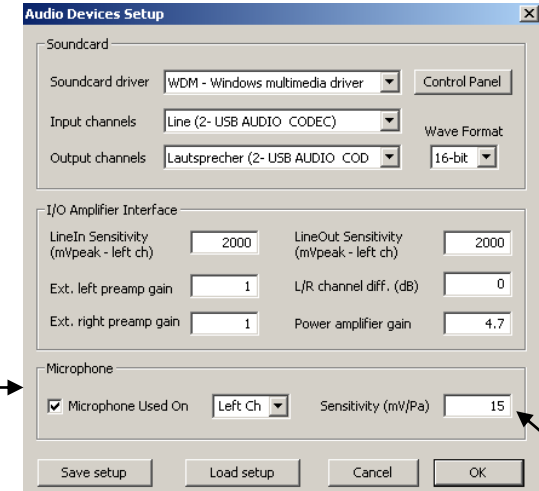 Audio Devices Setup
Soundcard
Soundcard driver WDM - Windows multimedia driver Control Panel
Input channels Line (2- USB AUDIO CODEC)
Wave Format
Output channels Lautsprecher (2- USB AUDIO COD 16-bit
I/O Amplifier Interface
LineIn Sensitivity 2000 LineOut Sensitivity 2000
(mVpeak - left ch) (mVpeak - left ch)
Ext. left preamp gain 1 L/R channel diff. (dB) 0
Ext. right preamp gain 1 Power amplifier gain 4.7
Microphone
Microphone Used On Left Ch Sensitivity (mV/Pa) 15
Save setup Load setup Cancel OK